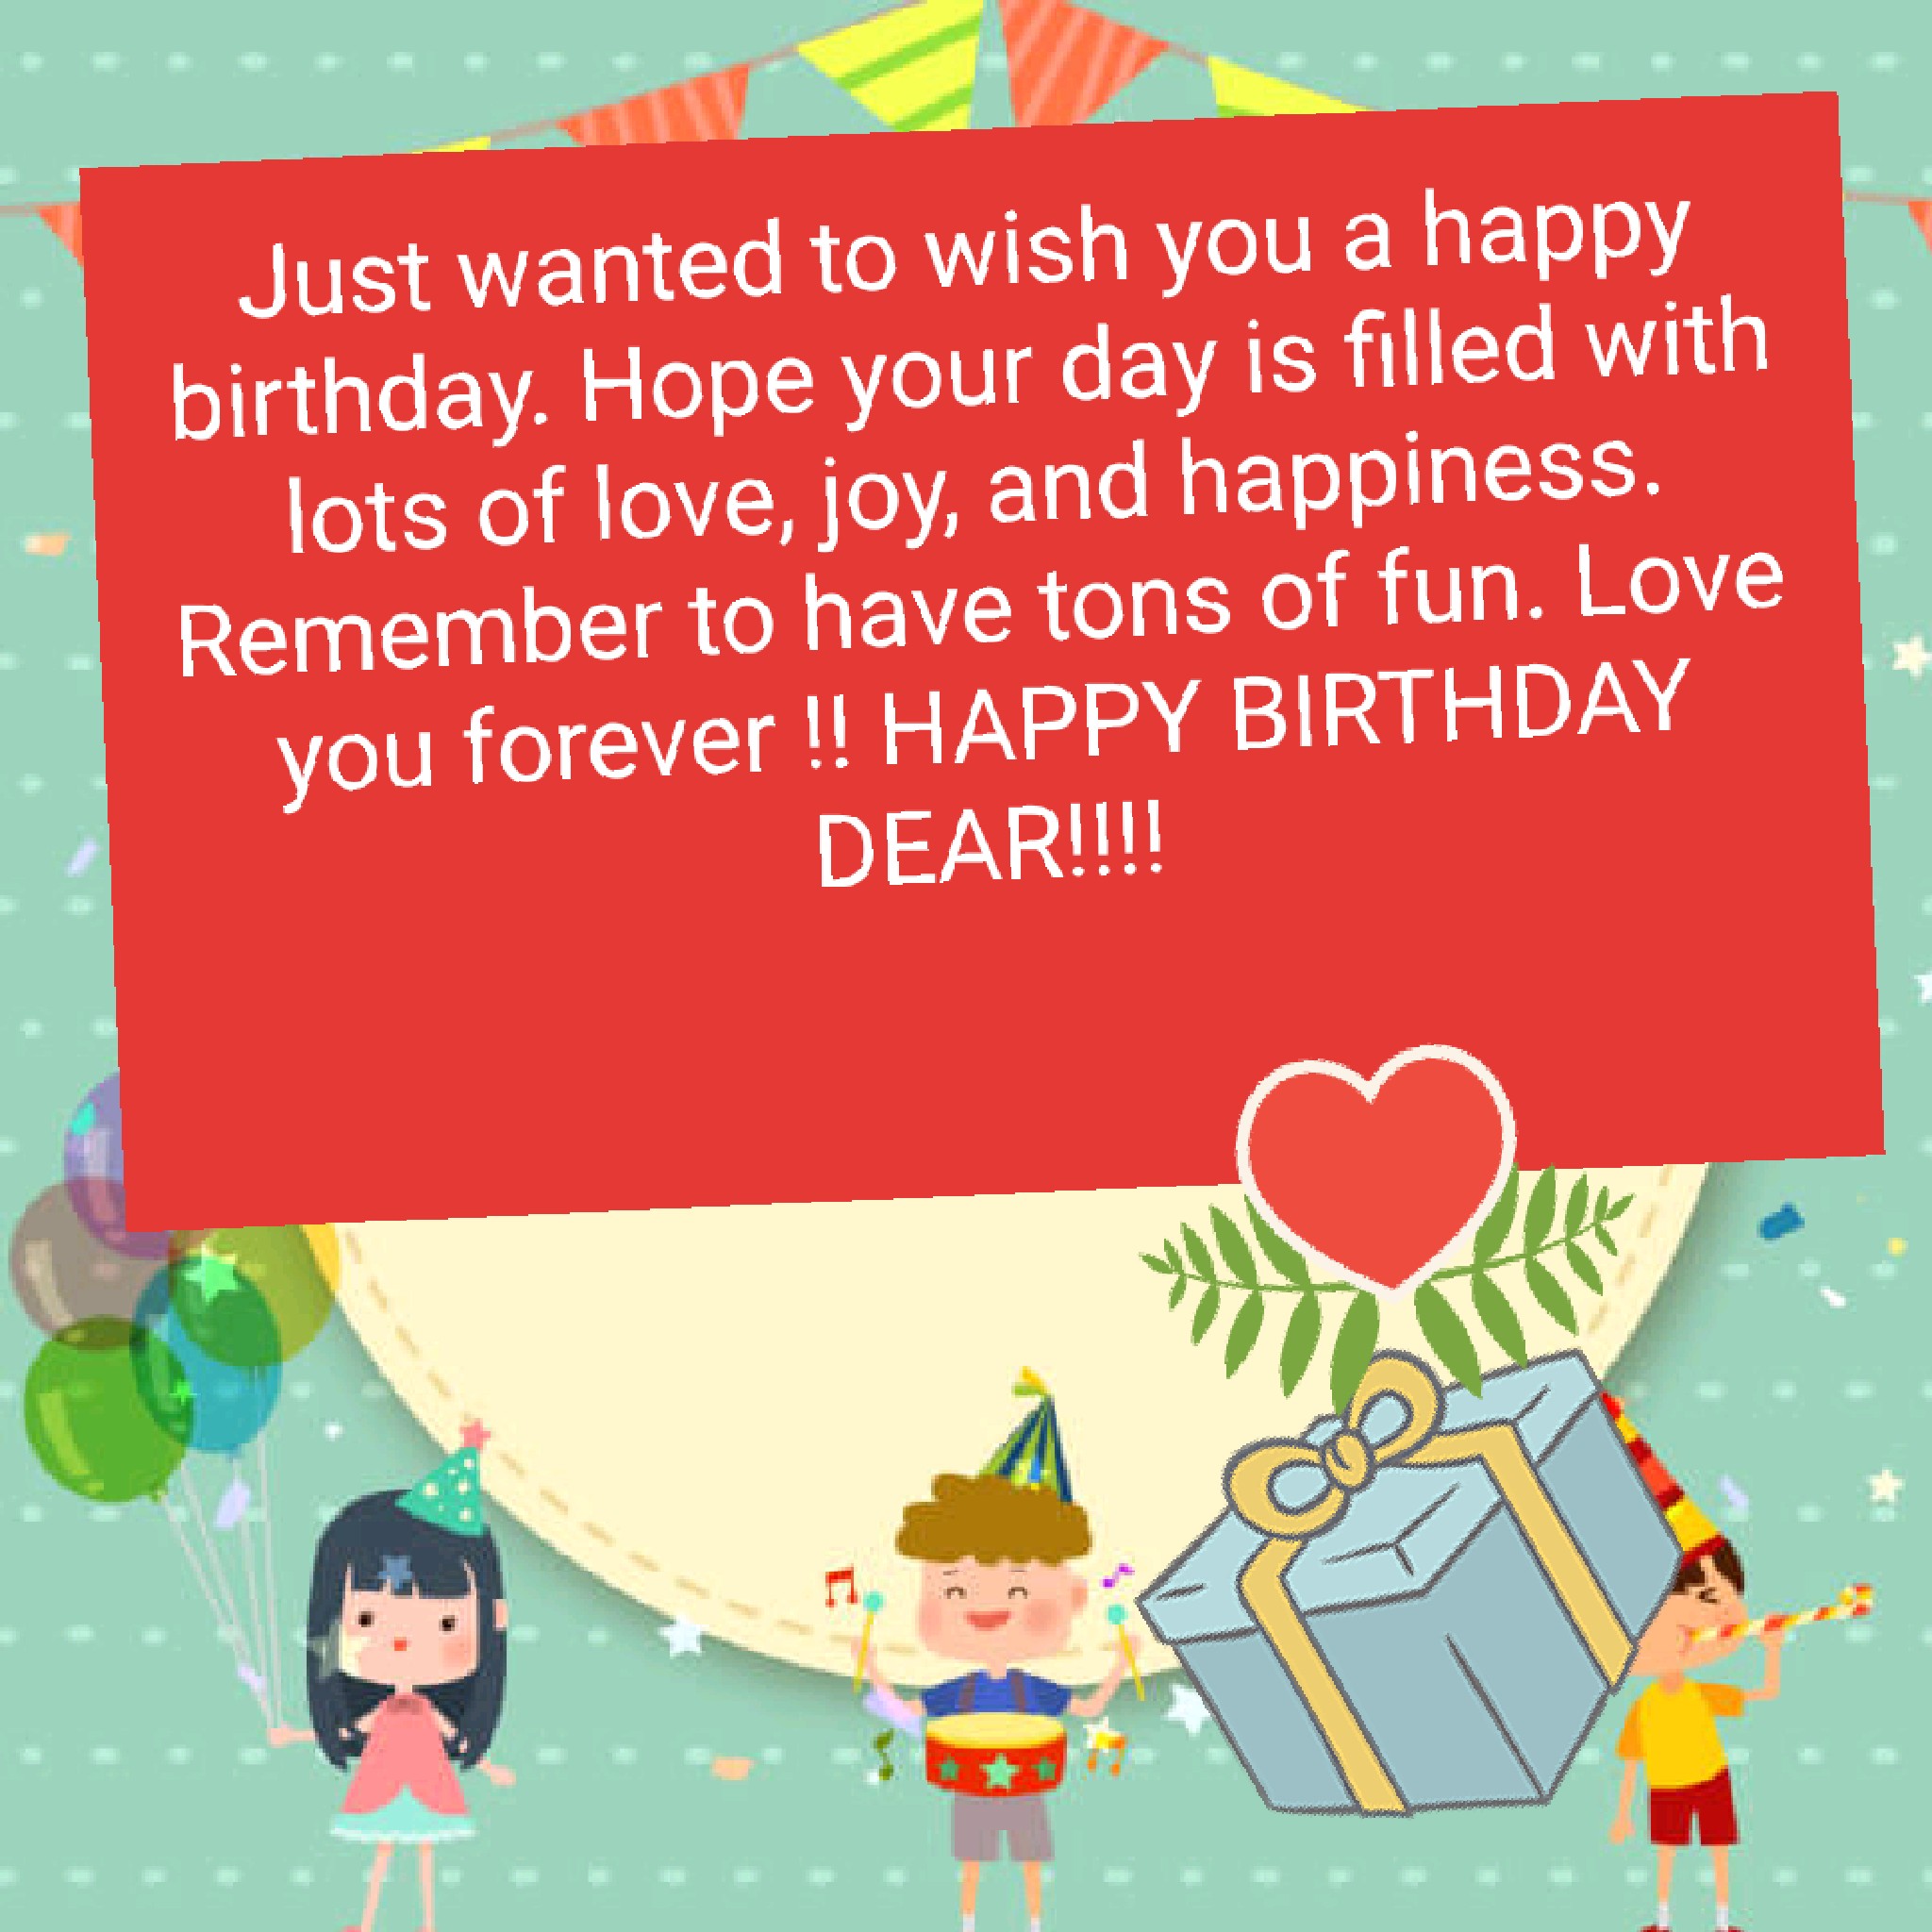 Just wanted to wish you a happy
birthday. Hope your day is filled with
lots of love, joy, and happiness.
Remember to have tons of fun. Love
you forever !! HAPPY BIRTHDAY
DEAR!!!!